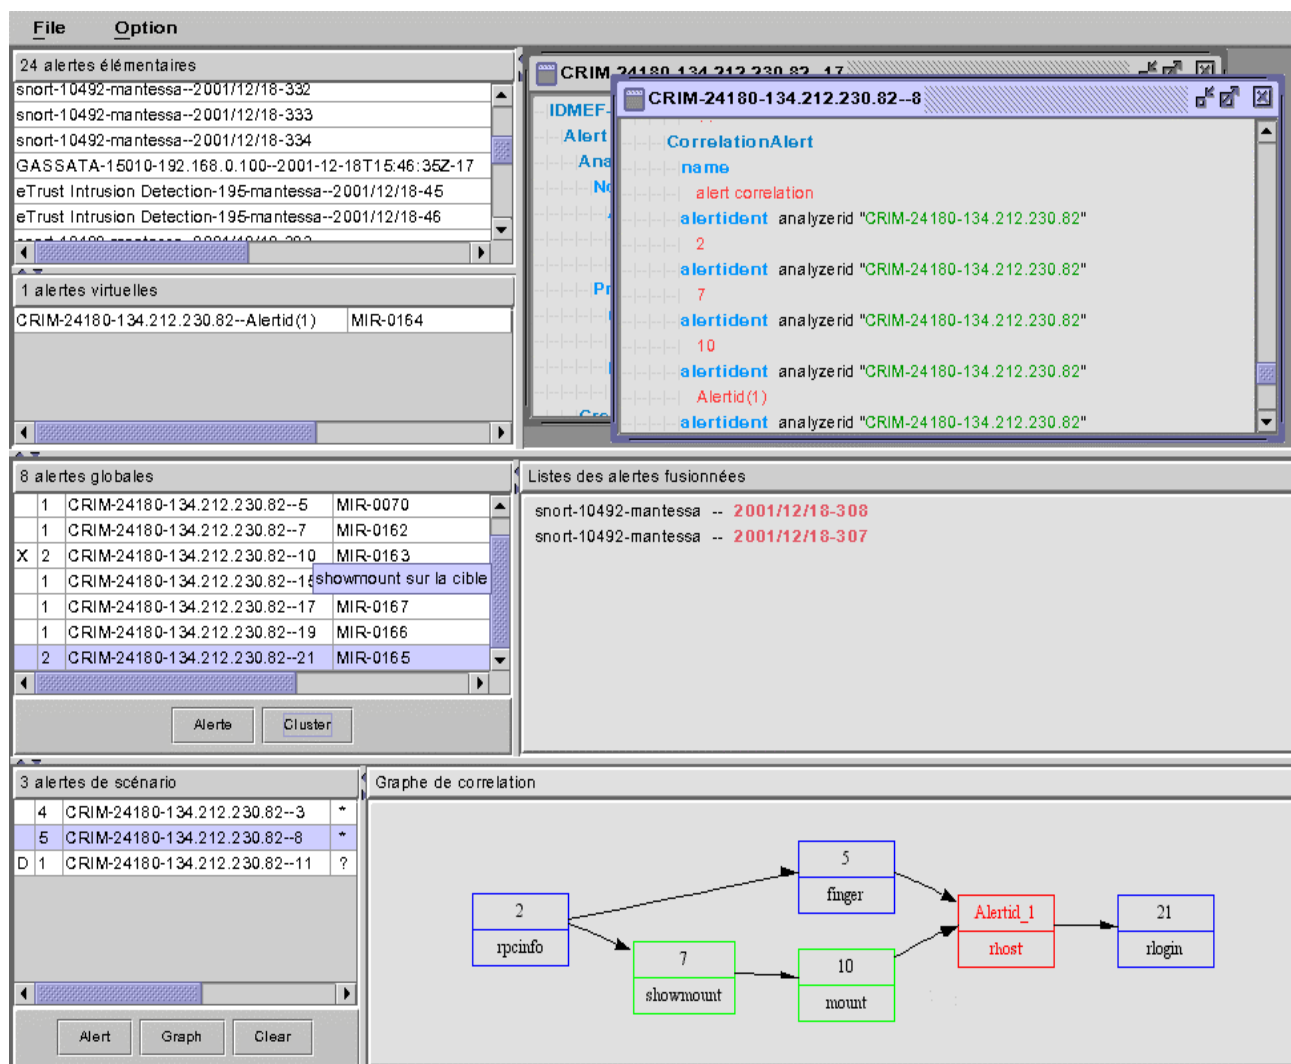 File Option
24 alertes élémentaires
snort-10492-mantessa--2001/12/18-332
snort-10492-mantessa--2001/12/18-333
snort-10492-mantessa--2001/12/18-334
GASSATA-15010-192.168.0.100--2001-12-18T15:46:35Z-17
eTrust Intrusion Detection-195-mantessa--2001/12/18-45
eTrust Intrusion Detection-195-mantessa--2001/12/18-46
1 alertes virtuelles
CRIM-24180-134.212.230.82--Alertid(1) MIR-0164
CRIM-24180-134.212.230.82--17
IDMEF-
Alert
Ana
No
Pr
Cre
CRIM-24180-134.212.230.82--8
CorrelationAlert
name
alert correlation
alertident analyzerid "CRIM-24180-134.212.230.82"
2
alertident analyzerid "CRIM-24180-134.212.230.82"
7
alertident analyzerid "CRIM-24180-134.212.230.82"
10
alertident analyzerid "CRIM-24180-134.212.230.82"
Alertid(1)
alertident analyzerid "CRIM-24180-134.212.230.82"
8 alertes globales
1 CRIM-24180-134.212.230.82--5 MIR-0070
1 CRIM-24180-134.212.230.82--7 MIR-0162
X 2 CRIM-24180-134.212.230.82--10 MIR-0163
1 CRIM-24180-134.212.230.82--15
showmount sur la cible
1 CRIM-24180-134.212.230.82--17 MIR-0167
1 CRIM-24180-134.212.230.82--19 MIR-0166
2 CRIM-24180-134.212.230.82--21 MIR-0165
Alerte Cluster
Listes des alertes fusionnées
snort-10492-mantessa -- 2001/12/18-308
snort-10492-mantessa -- 2001/12/18-307
3 alertes de scénario
4 CRIM-24180-134.212.230.82--3 *
5 CRIM-24180-134.212.230.82--8 *
D 1 CRIM-24180-134.212.230.82--11 ?
Alert Graph Clear
Graphe de correlation
2
rpcinfo
5
finger
7
showmount
10
mount
Alertid_1
rhost
21
rlogin